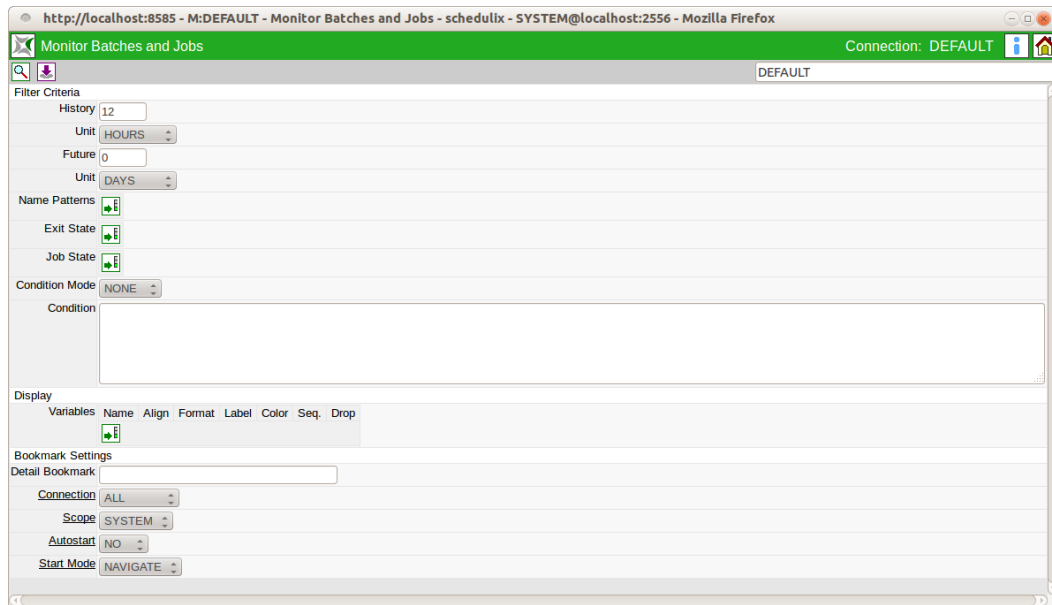 http://localhost:8585 - M:DEFAULT - Monitor Batches and Jobs - schedulix - SYSTEM@localhost:2556 - Mozilla Firefox
Monitor Batches and Jobs Connection: DEFAULT
DEFAULT
Filter Criteria
History 12
Unit HOURS
Future 0
Unit DAYS
Name Patterns
Exit State
Job State
Condition Mode NONE
Condition
Display
Variables Name Align Format Label Color Seq. Drop
Bookmark Settings
Detail Bookmark
Connection ALL
Scope SYSTEM
Autostart NO
Start Mode NAVIGATE